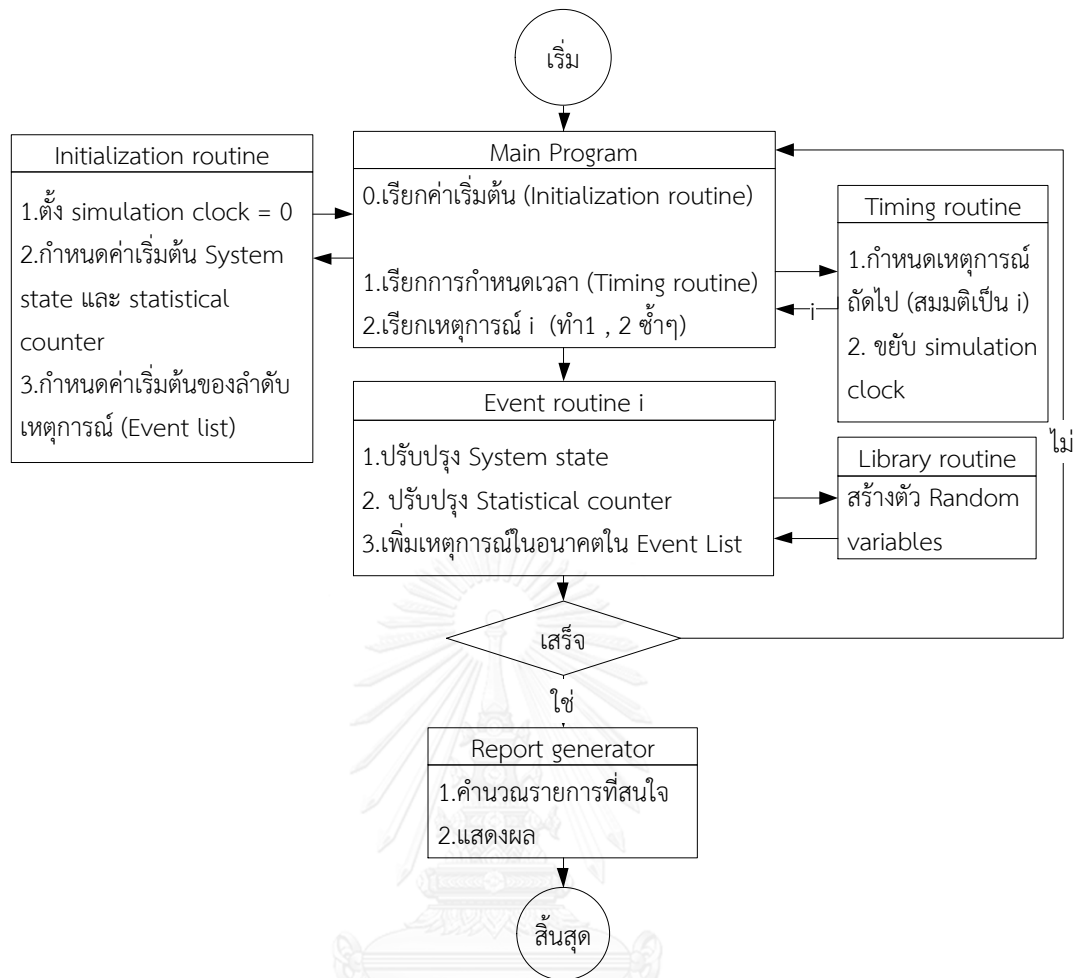 เริ่ม
Initialization routine
1.ตั้ง simulation clock = 0
2.กำหนดค่าเริ่มต้น System
state และ statistical
counter
3.กำหนดค่าเริ่มต้นของลำดับ
เหตุการณ์ (Event list)
Main Program
0.เรียกค่าเริ่มต้น (Initialization routine)
1.เรียกการกำหนดเวลา (Timing routine)
2.เรียกเหตุการณ์ i (ทำ1 , 2 ซ้ำๆ)
Timing routine
1.กำหนดเหตุการณ์
ถัดไป (สมมติเป็น i)
2. ขยับ simulation
clock
i
Event routine i
1.ปรับปรุง System state
2. ปรับปรุง Statistical counter
3.เพิ่มเหตุการณ์ในอนาคตใน Event List
Library routine
สร้างตัว Random
variables
ไม่
เสร็จ
ใช่
Report generator
1.คำนวณรายการที่สนใจ
2.แสดงผล
สิ้นสุด